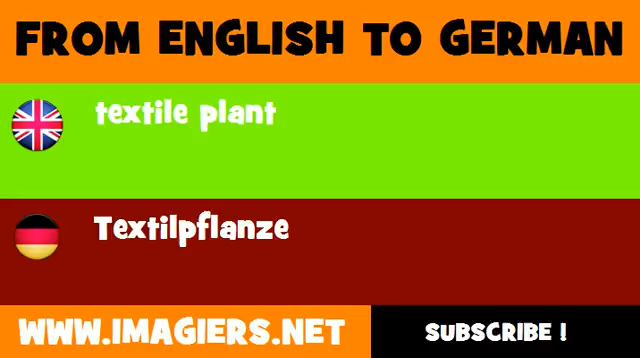 FROM ENGLISH TO GERMAN
textile plant
Textilpflanze
WWW.IMAGIERS.NET
SUBSCRIBE !